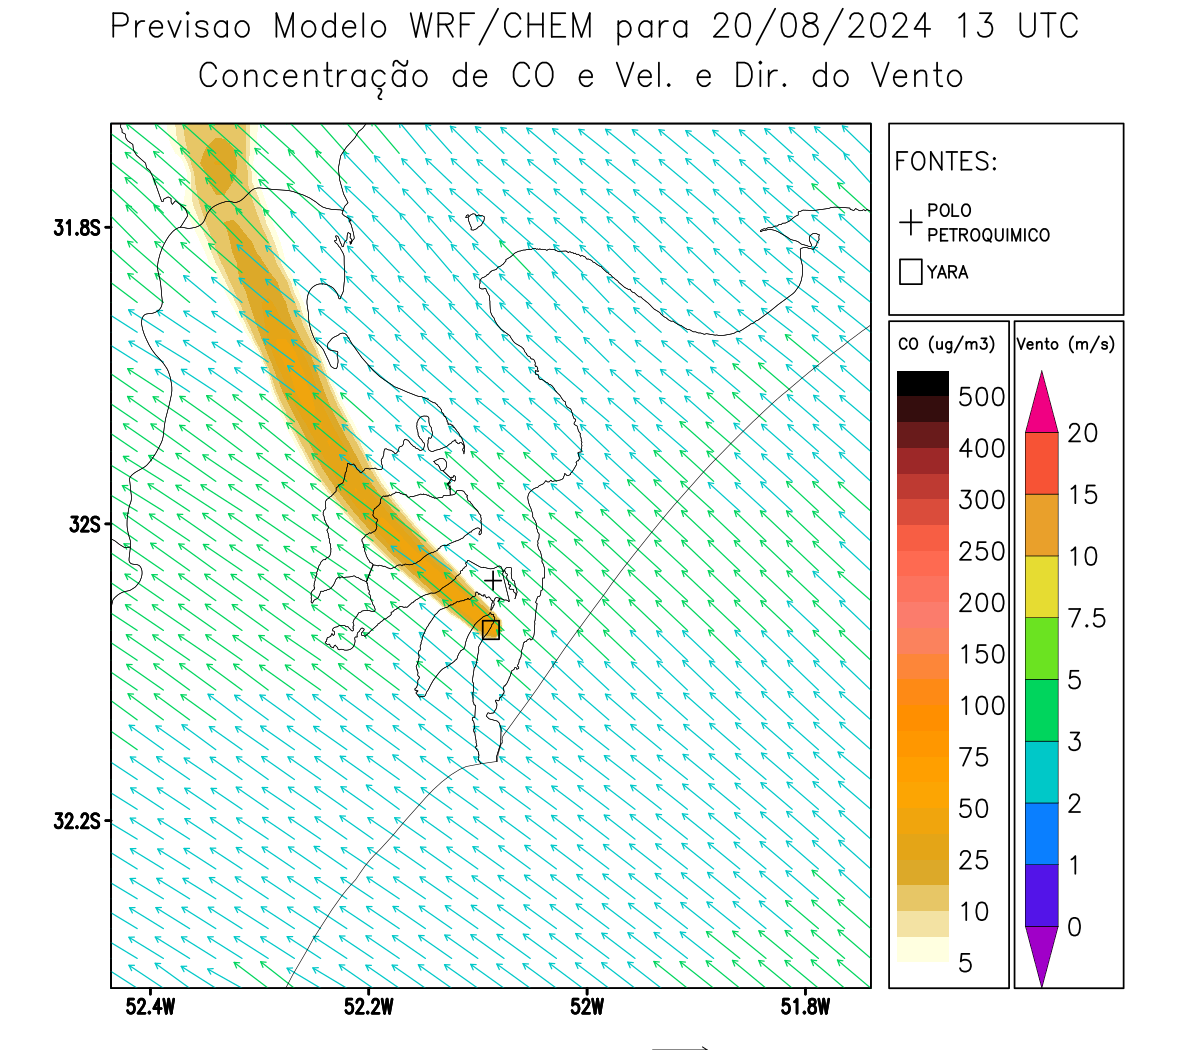 Previsao Modelo WRF/CHEM para 20/08/2024 13 UTC
Concentração de CO e Vel. e Dir. do Vento
FONTES:
POLO
PETROQUIMICO
YARA
CO (ug/m3)
500
400
300
250
200
150
100
75
50
25
10
5
Vento (m/s)
20
15
10
7.5
5
3
2
1
0
31.8S
32S
32.2S
52.4W
52.2W
52W
51.8W